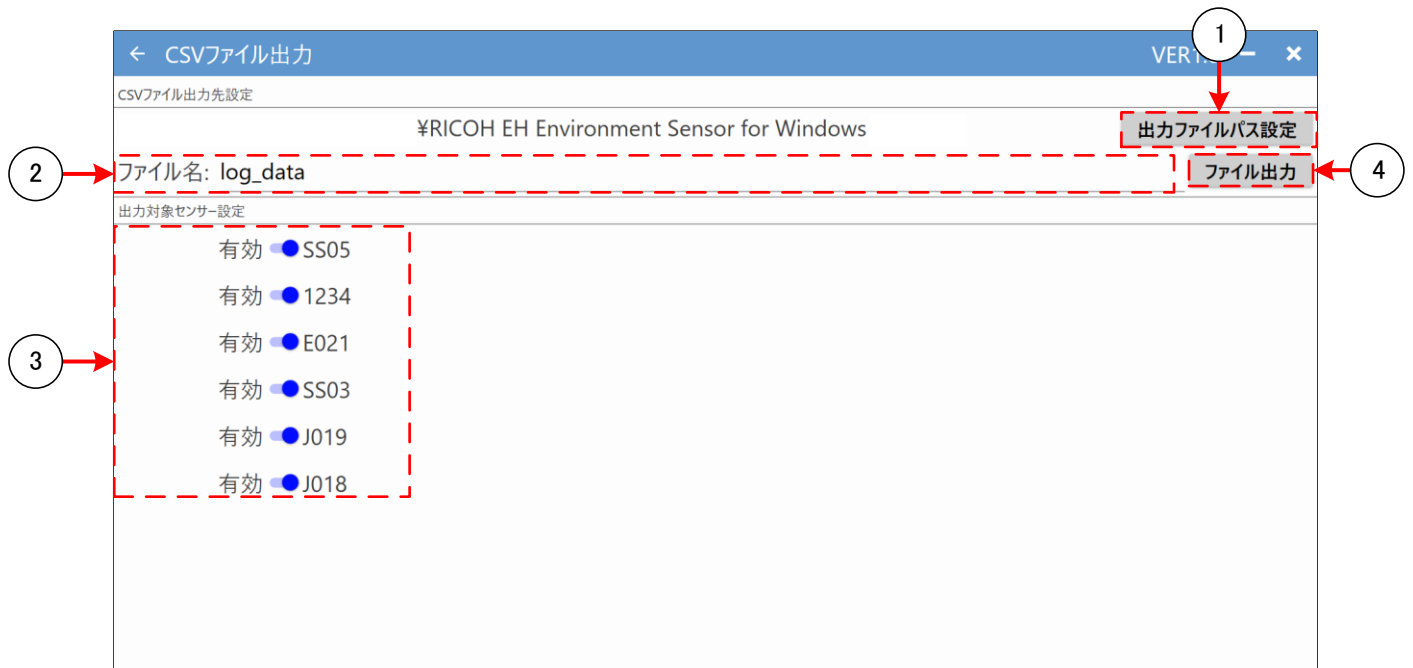 1
← CSVファイル出力 VER1.
CSVファイル出力先設定
¥RICOH EH Environment Sensor for Windows 出力ファイルパス設定
2 ファイル名: log_data ファイル出力 4
出力対象センサー設定
有効 SS05
有効 1234
有効 E021
3
有効 SS03
有効 J019
有効 J018